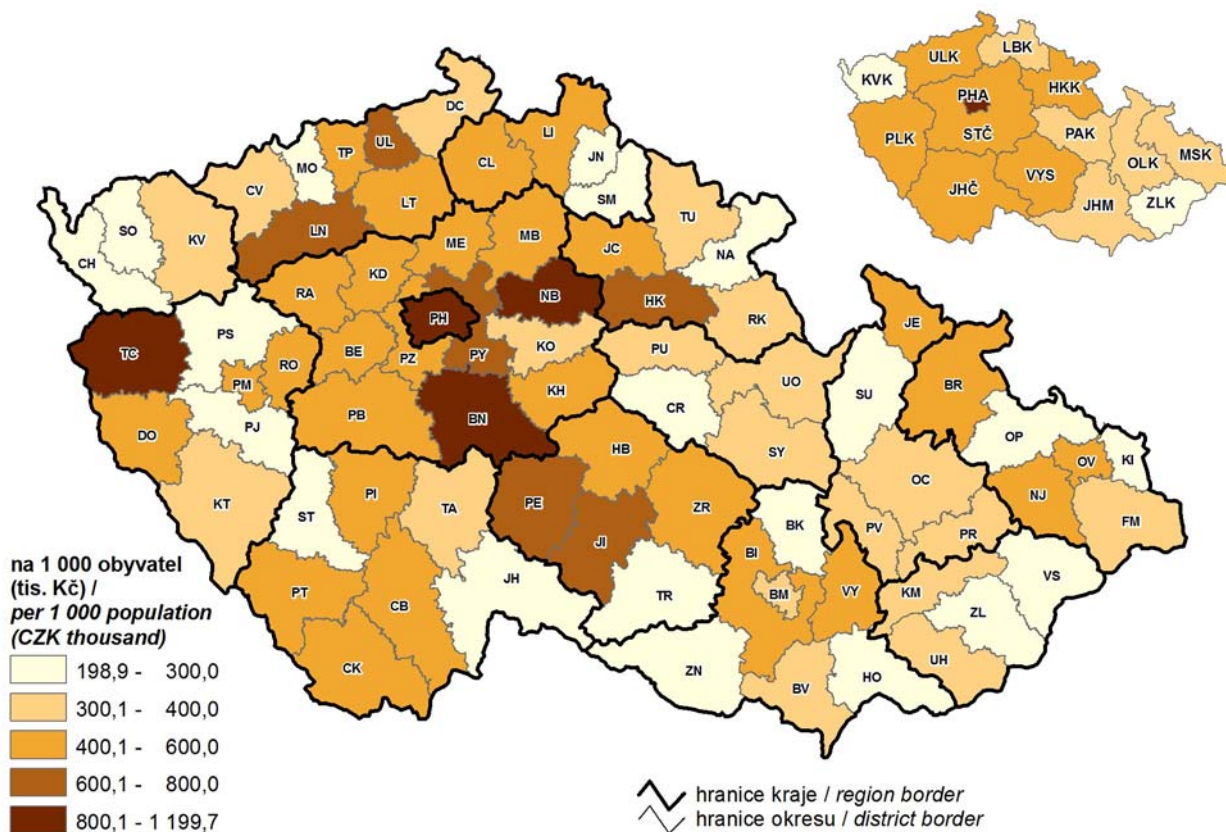 DC
UL
LI
TP
MO
JN
CL
CV
LT
SM
TU
SO
KV
LN
ME
MB
JC
NA
CH
KD
RA
NB
HK
PH
RK
TC
PS
BE
PZ
PY
KO
PU
JE
RO
PM
UO
KH
CR
SU
BR
PB
BN
DO
PJ
OP
KI
HB
SY
OV
KT
OC
NJ
ST
PI
TA
PE
ZR
FM
JI
BK
PV
PR
BI
JH
VS
PT
TR
BM
VY
KM
CB
ZL
CK
ZN
UH
BV
HO
ULK
LBK
KVK
PHA
HKK
STČ
PLK
PAK
MSK
OLK
VYS
JHČ
JHM
ZLK
na 1 000 obyvatel
(tis. Kč) /
per 1 000 population
(CZK thousand)
198,9 - 300,0
300,1 - 400,0
400,1 - 600,0
600,1 - 800,0
800,1 - 1 199,7
hranice kraje / region border
hranice okresu / district border